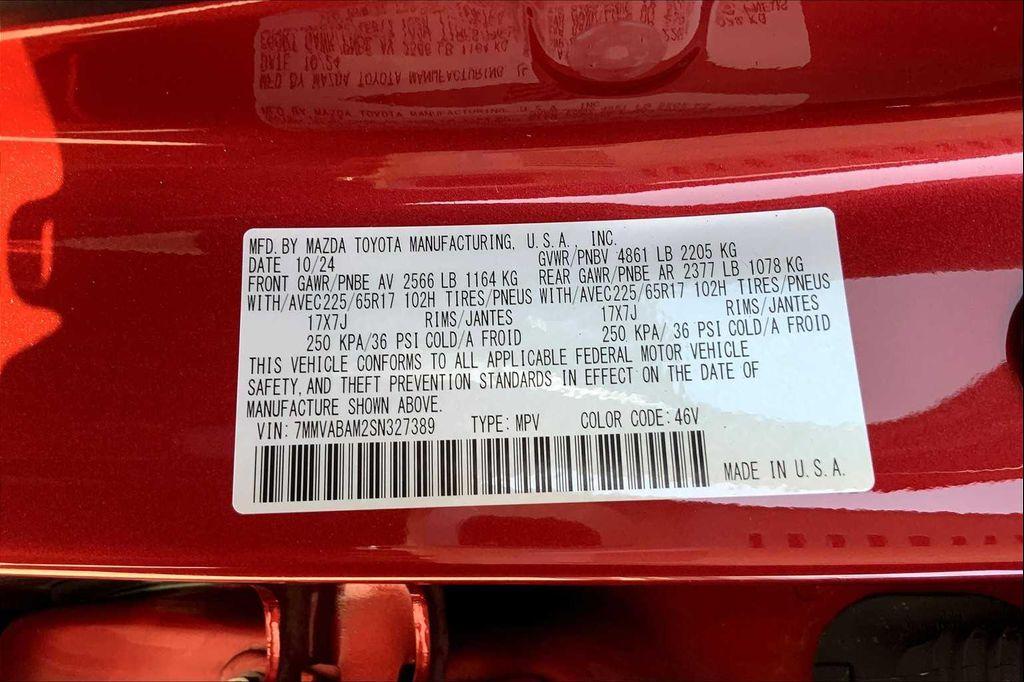 MFD. BY MAZDA TOYOTA MANUFACTURING, U.S.A., INC.
DATE 10/24 GVWR/PNBV 4861 LB 2205 KG
FRONT GAWR/PNBE AV 2566 LB 1164 KG REAR GAWR/PNBE AR 2377 LB 1078 KG
WITH/AVEC225/65R17 102H TIRES/PNEUS WITH/AVEC225/65R17 102H TIRES/PNEUS
17X7J RIMS/JANTES 17X7J RIMS/JANTES
250 KPA/36 PSI COLD/A FROID 250 KPA/36 PSI COLD/A FROID
THIS VEHICLE CONFORMS TO ALL APPLICABLE FEDERAL MOTOR VEHICLE
SAFETY, AND THEFT PREVENTION STANDARDS IN EFFECT ON THE DATE OF
MANUFACTURE SHOWN ABOVE.
VIN: 7MMVABAM2SN327389 TYPE: MPV COLOR CODE: 46V
MADE IN U.S.A.